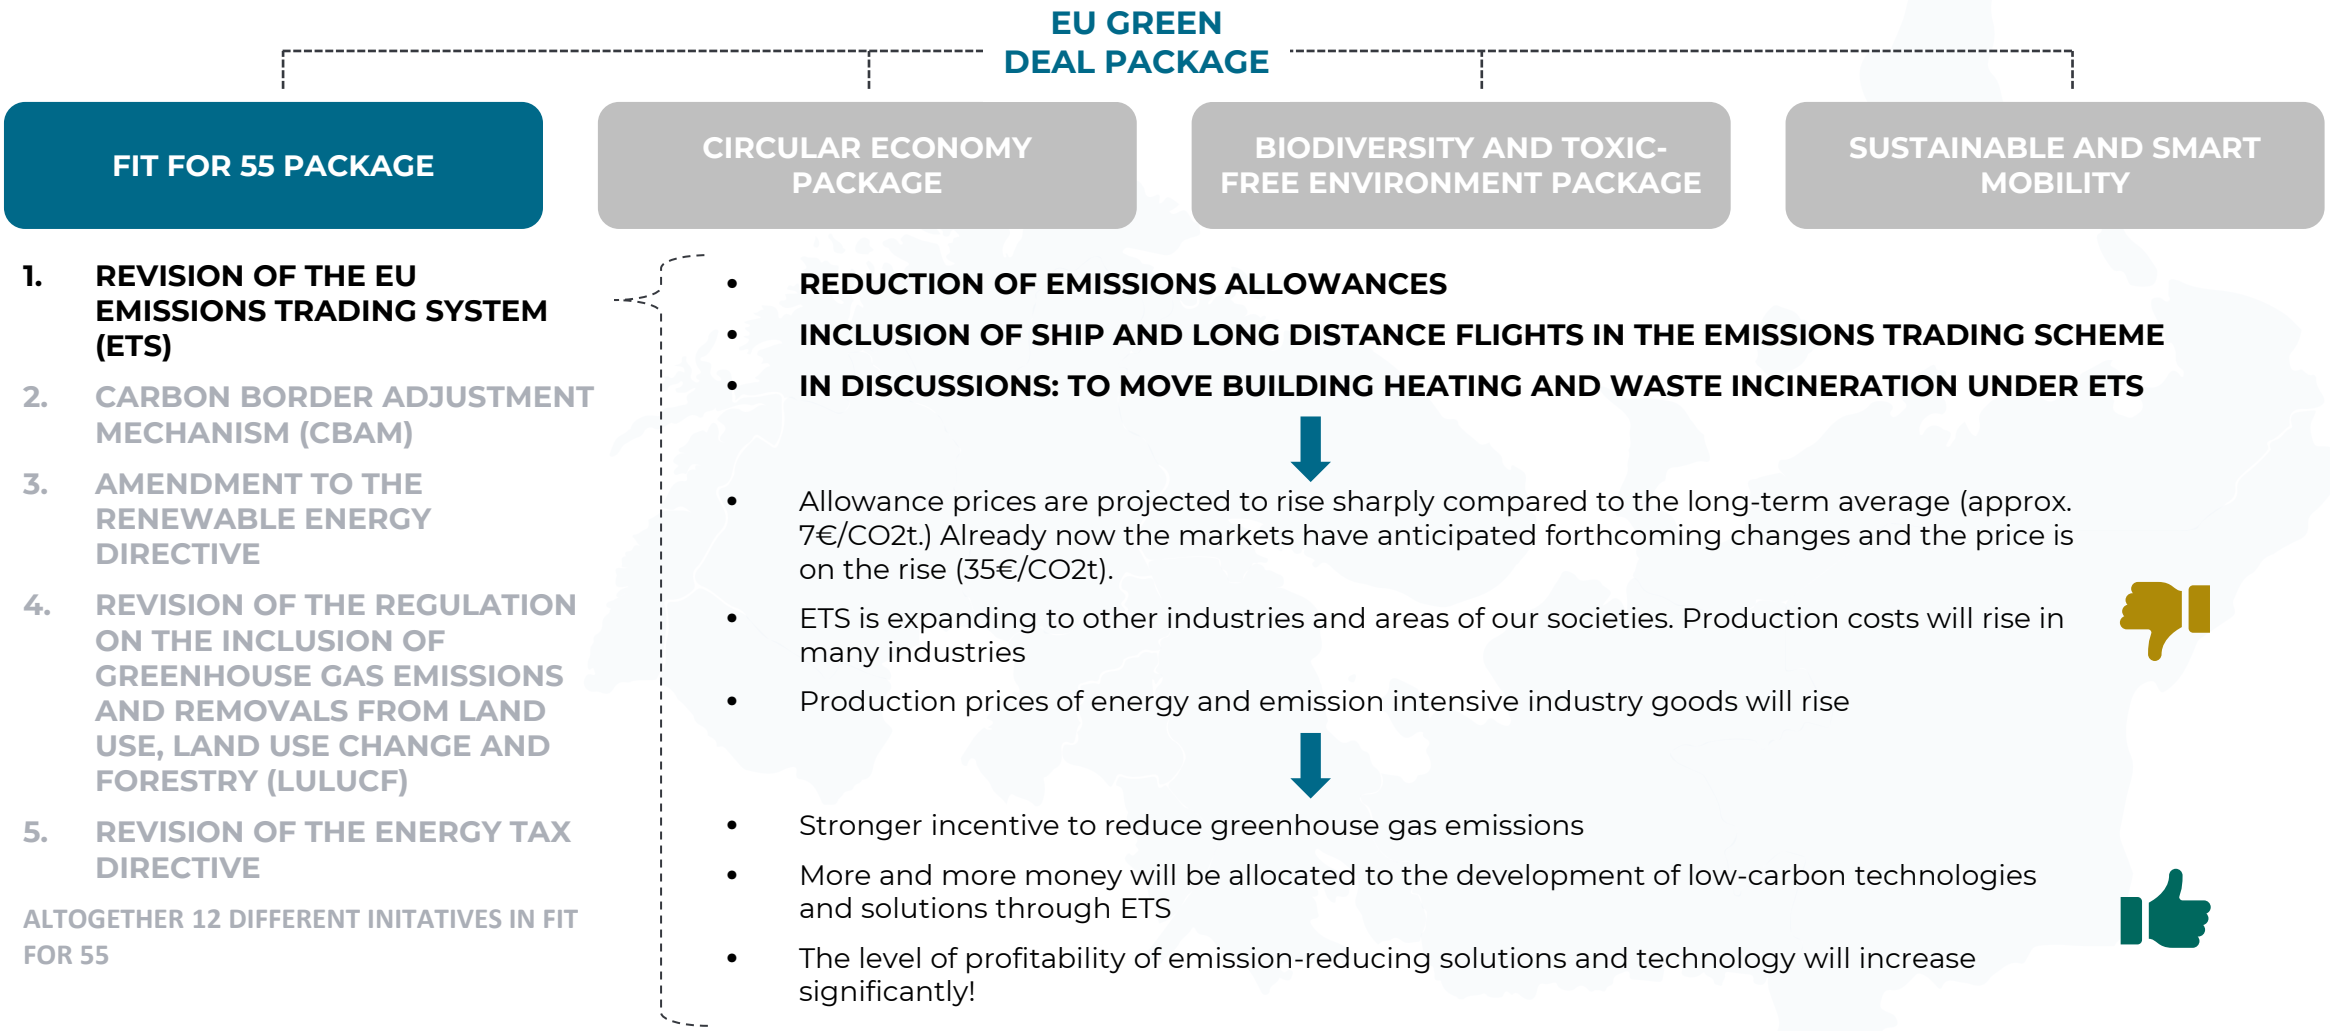 EU GREEN
DEAL PACKAGE
FIT FOR 55 PACKAGE
CIRCULAR ECONOMY
PACKAGE
BIODIVERSITY AND TOXIC-
FREE ENVIRONMENT PACKAGE
SUSTAINABLE AND SMART
MOBILITY
1. REVISION OF THE EU
EMISSIONS TRADING SYSTEM
(ETS)
2. CARBON BORDER ADJUSTMENT
MECHANISM (CBAM)
3. AMENDMENT TO THE
RENEWABLE ENERGY
DIRECTIVE
4. REVISION OF THE REGULATION
ON THE INCLUSION OF
GREENHOUSE GAS EMISSIONS
AND REMOVALS FROM LAND
USE, LAND USE CHANGE AND
FORESTRY (LULUCF)
5. REVISION OF THE ENERGY TAX
DIRECTIVE
ALTOGETHER 12 DIFFERENT INITATIVES IN FIT
FOR 55
• REDUCTION OF EMISSIONS ALLOWANCES
• INCLUSION OF SHIP AND LONG DISTANCE FLIGHTS IN THE EMISSIONS TRADING SCHEME
• IN DISCUSSIONS: TO MOVE BUILDING HEATING AND WASTE INCINERATION UNDER ETS
• Allowance prices are projected to rise sharply compared to the long-term average (approx.
7€/CO2t.) Already now the markets have anticipated forthcoming changes and the price is
on the rise (35€/CO2t).
• ETS is expanding to other industries and areas of our societies. Production costs will rise in
many industries
• Production prices of energy and emission intensive industry goods will rise
• Stronger incentive to reduce greenhouse gas emissions
• More and more money will be allocated to the development of low-carbon technologies
and solutions through ETS
• The level of profitability of emission-reducing solutions and technology will increase
significantly!